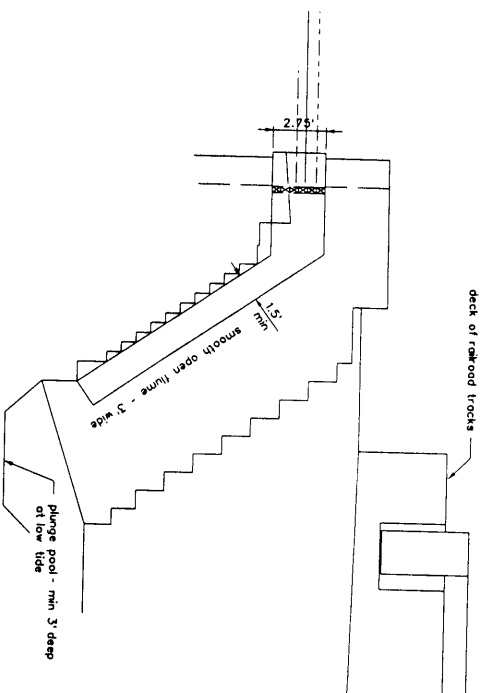 2.75'
deck of railroad tracks
1.5'
min
smooth open flume - 3' wide
plunge pool - min 3' deep
at low tide